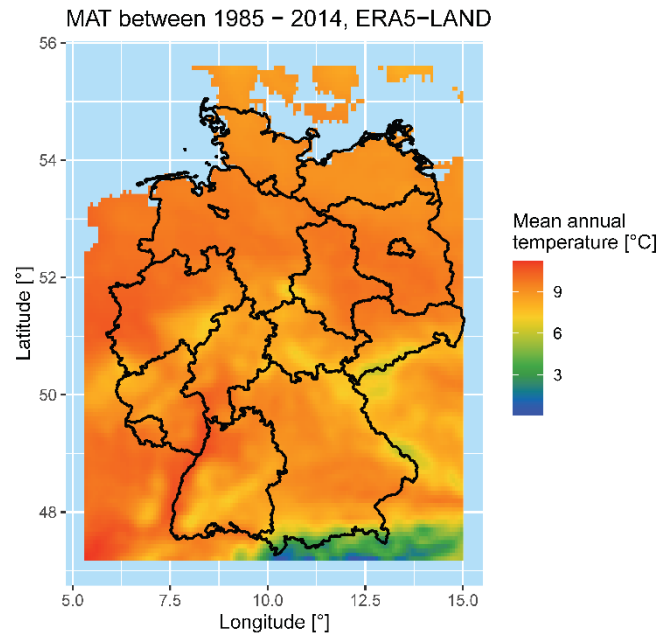 MAT between 1985 − 2014, ERA5−LAND
56
54
52
50
48
5.0
7.5
10.0
12.5
15.0
Longitude [°]
Latitude [°]
Mean annual
temperature [°C]
9
6
3